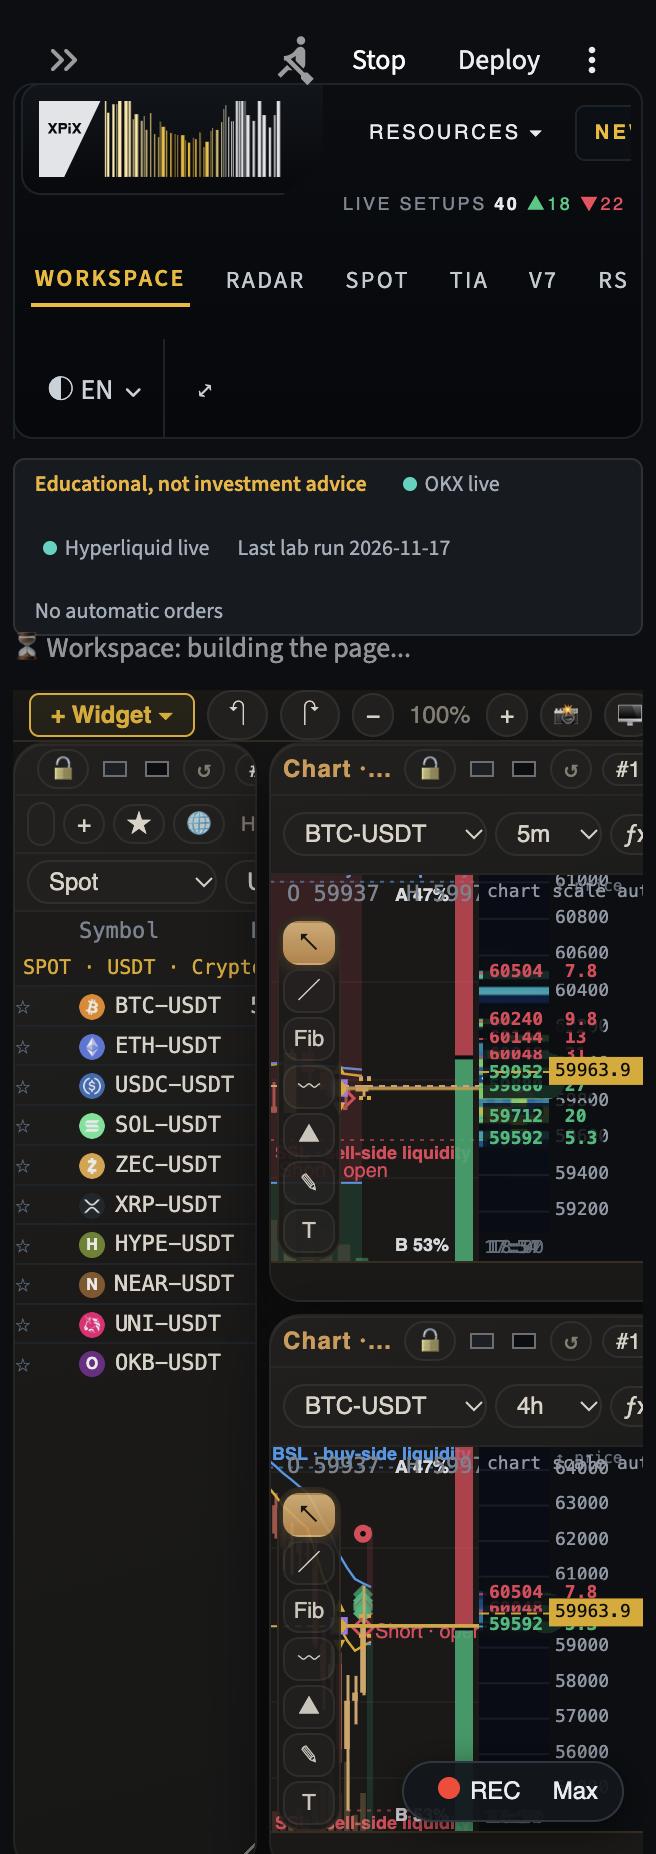 Stop Deploy
XPiX
RESOURCES
LIVE SETUPS 40 ▲18 ▼22
WORKSPACE RADAR SPOT TIA V7 RS
EN
Educational, not investment advice OKX live
Hyperliquid live Last lab run 2026-11-17
No automatic orders
Workspace: building the page...
+ Widget − 100% +
Spot
Symbol
SPOT · USDT ·
BTC-USDT
ETH-USDT
USDC-USDT
SOL-USDT
ZEC-USDT
XRP-USDT
HYPE-USDT
NEAR-USDT
UNI-USDT
OKB-USDT
Chart ·... #1
BTC-USDT 5m
O 59937 A 47% chart scale
60800
60600
60504 7.8
60400
60240 9.8
60144 13
59963.9
59952
59712 20
59592 5.3
59400
59200
Fib
Short · open
T
B 53%
Chart ·... #1
BTC-USDT 4h
BSL · buy-side liquidity
O 59937 A 47% chart
64000
63000
62000
61000
60504 7.8
59963.9
59592
59000
58000
57000
56000
Fib
Short ·
T
REC Max